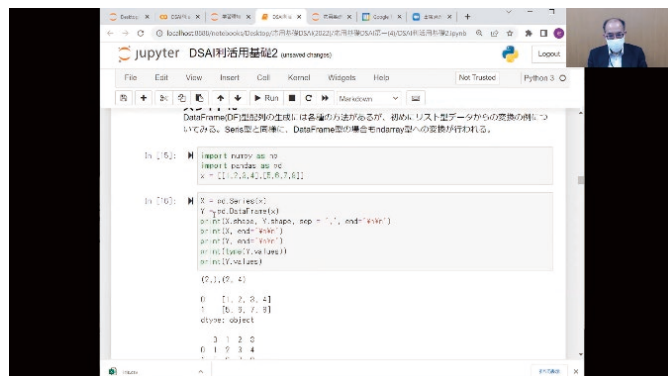 jupyter DSAI利活用基礎2 (unsaved changes)
Logout
File Edit View Insert Cell Kernel Widgets Help
Not Trusted
Python 3
Run
Markdown
DataFrame(DF)型配列の生成には各種の方法があるが、初めにリスト型データからの変換の例につ
いてみる。Seris型と同様に、DataFrame型の場合もndarray型への変換が行われる。
In [15]:
import numpy as np
import pandas as pd
x = [[1,2,3,4],[5,6,7,8]]
In [16]:
X = pd.Series(x)
Y = pd.DataFrame(x)
print(X.shape, Y.shape, sep = ',', end='¥n¥n')
print(X, end='¥n¥n')
print(Y, end='¥n¥n')
print(type(Y.values))
print(Y.values)
(2,),(2, 4)
0 [1, 2, 3, 4]
1 [5, 6, 7, 8]
dtype: object
0 1 2 3
0 1 2 3 4